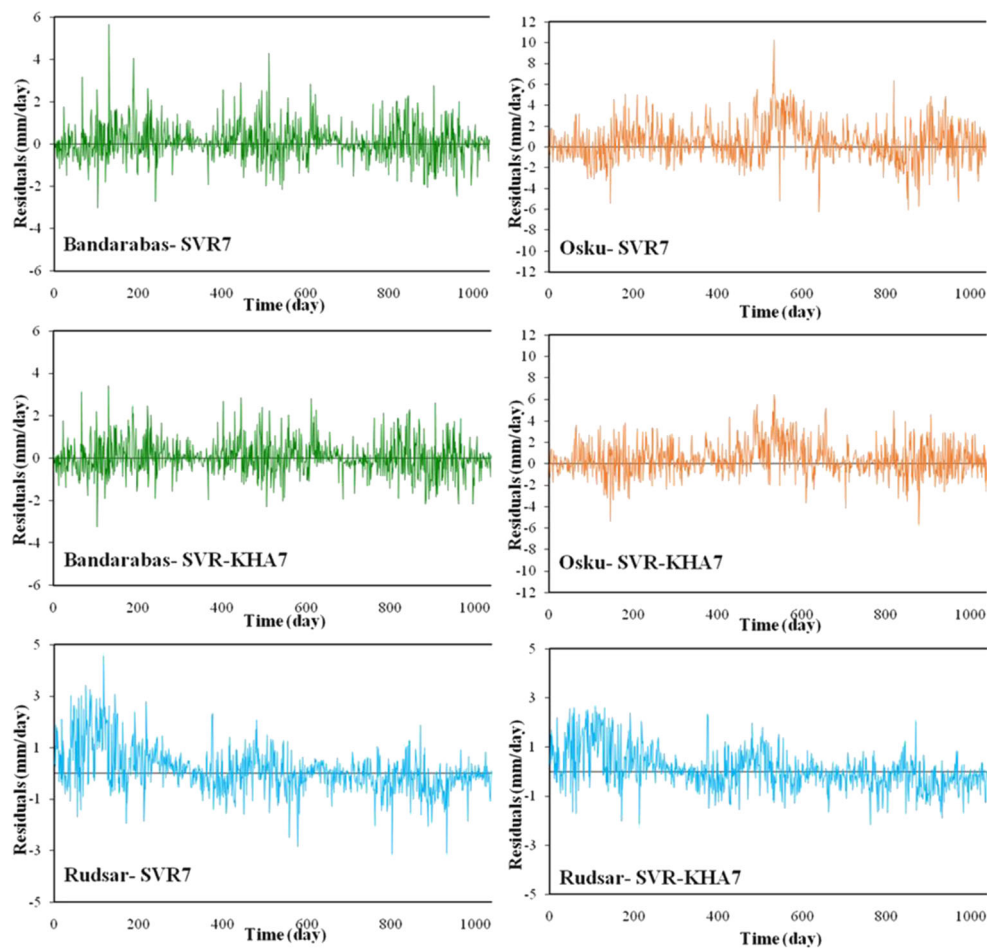 Residuals (mm/day)
6
4
2
0
-2
-4
-6
Bandarabas- SVR7
0 200 400 600 800 1000
Time (day)
Residuals (mm/day)
12
10
8
6
4
2
0
-2
-4
-6
-8
-10
-12
Osku- SVR7
0 200 400 600 800 1000
Time (day)
Residuals (mm/day)
6
4
2
0
-2
-4
-6
Bandarabas- SVR-KHA7
0 200 400 600 800 1000
Time (day)
Residuals (mm/day)
12
10
8
6
4
2
0
-2
-4
-6
-8
-10
-12
Osku- SVR-KHA7
0 200 400 600 800 1000
Time (day)
Residuals (mm/day)
5
3
1
-1
-3
-5
Rudsar- SVR7
0 200 400 600 800 1000
Time (day)
Residuals (mm/day)
5
3
1
-1
-3
-5
Rudsar- SVR-KHA7
0 200 400 600 800 1000
Time (day)